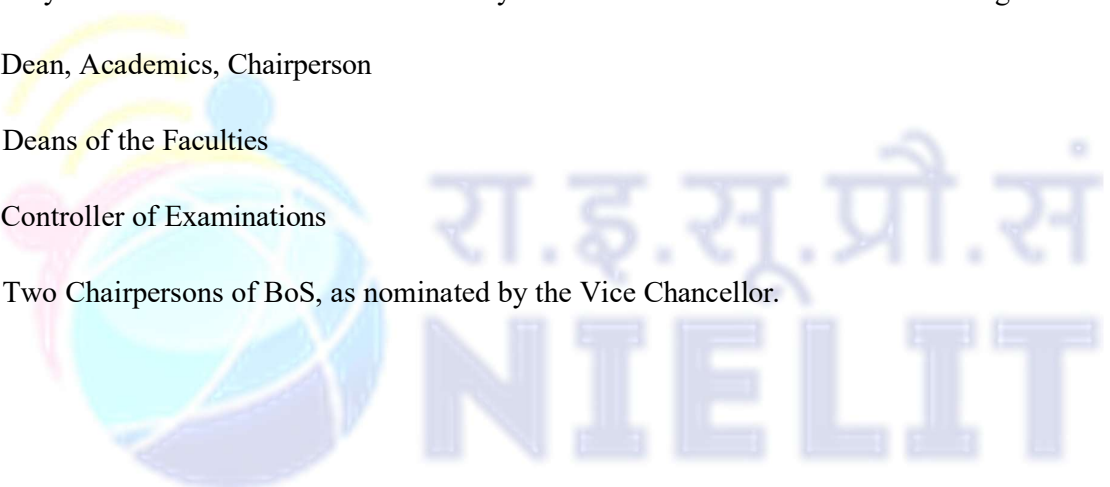 Dean, Academics, Chairperson
Deans of the Faculties
Controller of Examinations
Two Chairpersons of BoS, as nominated by the Vice Chancellor.
रा.इ.सू.प्रौ.सं
NIELIT